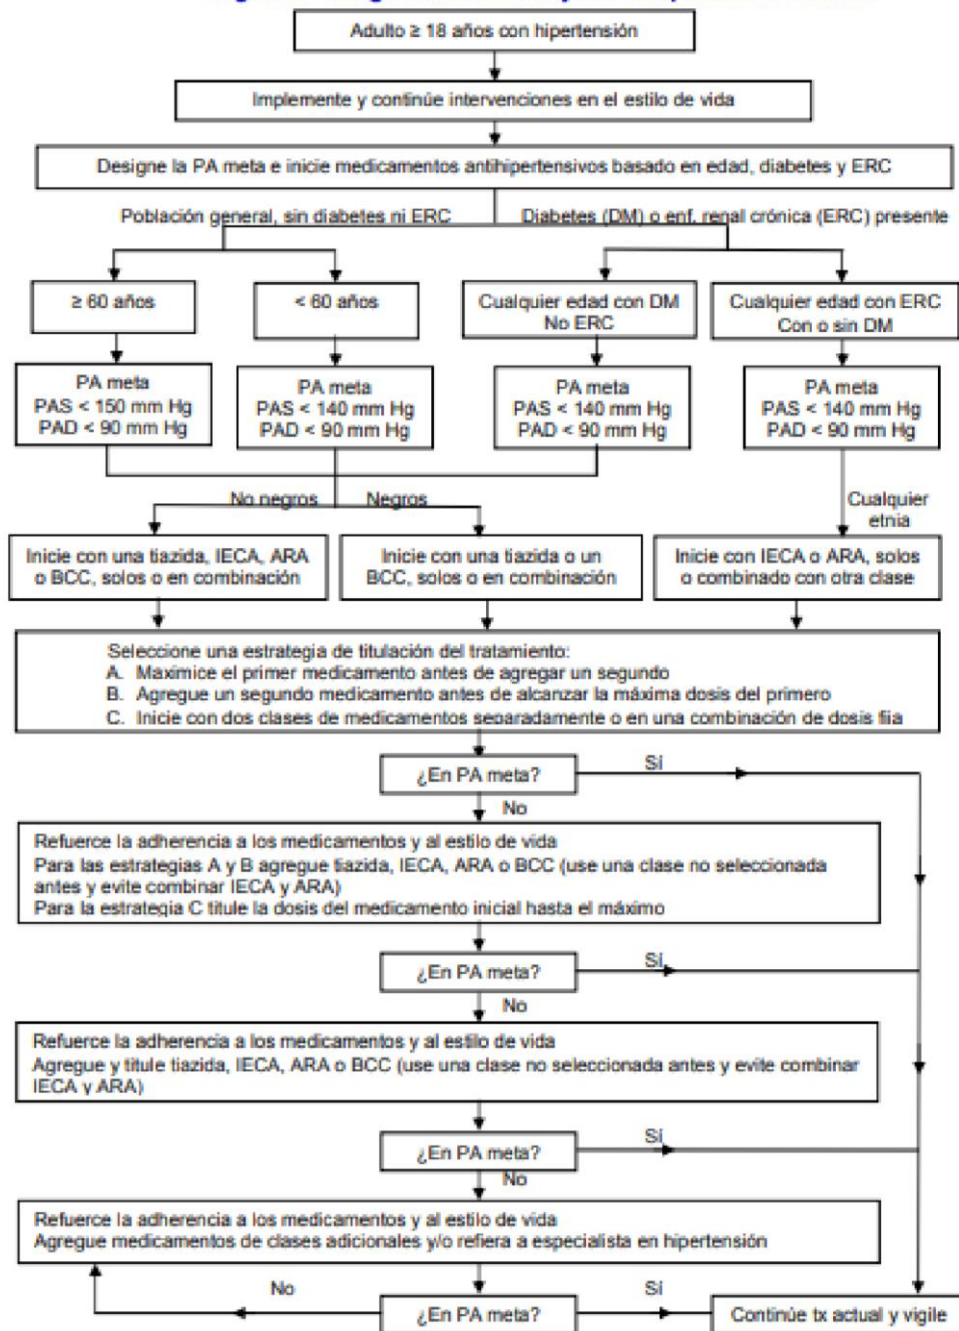 Adulto ≥ 18 años con hipertensión
Implemente y continúe intervenciones en el estilo de vida
Designe la PA meta e inicie medicamentos antihipertensivos basado en edad, diabetes y ERC
Población general, sin diabetes ni ERC
Diabetes (DM) o enf. renal crónica (ERC) presente
≥ 60 años
< 60 años
Cualquier edad con DM
No ERC
Cualquier edad con ERC
Con o sin DM
PA meta
PAS < 150 mm Hg
PAD < 90 mm Hg
PA meta
PAS < 140 mm Hg
PAD < 90 mm Hg
PA meta
PAS < 140 mm Hg
PAD < 90 mm Hg
PA meta
PAS < 140 mm Hg
PAD < 90 mm Hg
No negros
Negros
Cualquier
etnia
Inicie con una tiazida, IECA, ARA
o BCC, solos o en combinación
Inicie con una tiazida o un
BCC, solos o en combinación
Inicie con IECA o ARA, solos
o combinado con otra clase
Seleccione una estrategia de titulación del tratamiento:
A. Maximice el primer medicamento antes de agregar un segundo
B. Agregue un segundo medicamento antes de alcanzar la máxima dosis del primero
C. Inicie con dos clases de medicamentos separadamente o en una combinación de dosis fija
¿En PA meta?
Sí
No
Refuerce la adherencia a los medicamentos y al estilo de vida
Para las estrategias A y B agregue tiazida, IECA, ARA o BCC (use una clase no seleccionada
antes y evite combinar IECA y ARA)
Para la estrategia C titule la dosis del medicamento inicial hasta el máximo
¿En PA meta?
Sí
No
Refuerce la adherencia a los medicamentos y al estilo de vida
Agregue y titule tiazida, IECA, ARA o BCC (use una clase no seleccionada antes y evite combinar
IECA y ARA)
¿En PA meta?
Sí
No
Refuerce la adherencia a los medicamentos y al estilo de vida
Agregue medicamentos de clases adicionales y/o refiera a especialista en hipertensión
No
¿En PA meta?
Sí
Continúe tx actual y vigile